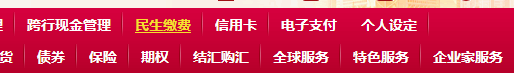 跨行现金管理 民生缴费 信用卡 电子支付 个人设定
货 债券 保险 期权 结汇购汇 全球服务 特色服务 企业家服务